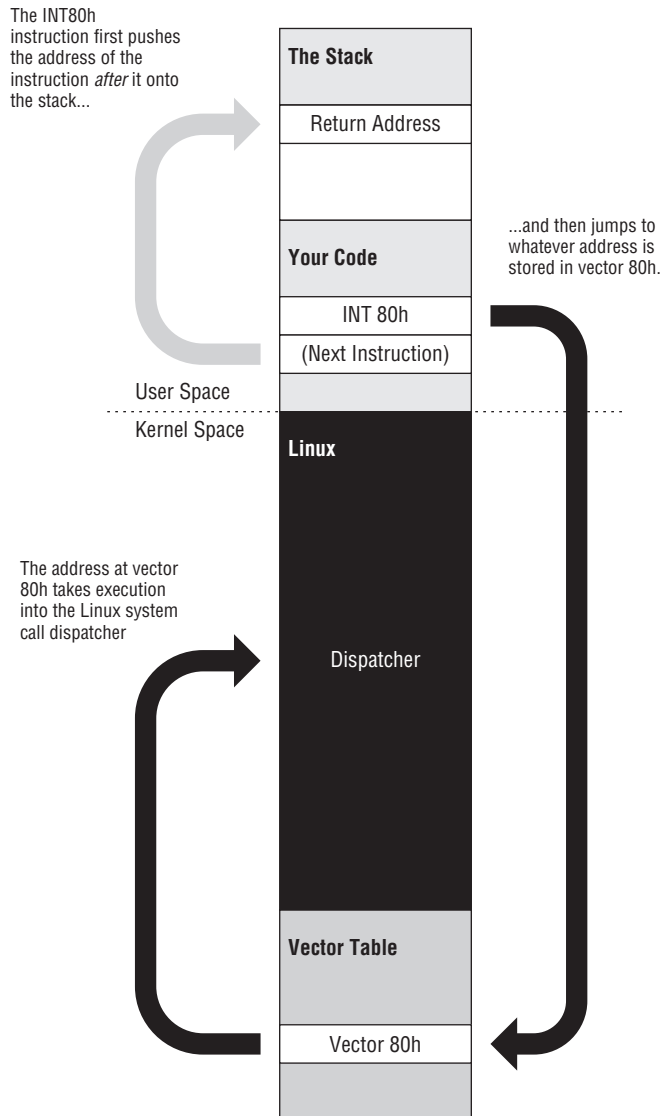 The INT80h
instruction first pushes
the address of the
instruction after it onto
the stack...
The Stack
Return Address
...and then jumps to
whatever address is
stored in vector 80h.
Your Code
INT 80h
(Next Instruction)
User Space
Kernel Space
Linux
The address at vector
80h takes execution
into the Linux system
call dispatcher
Dispatcher
Vector Table
Vector 80h